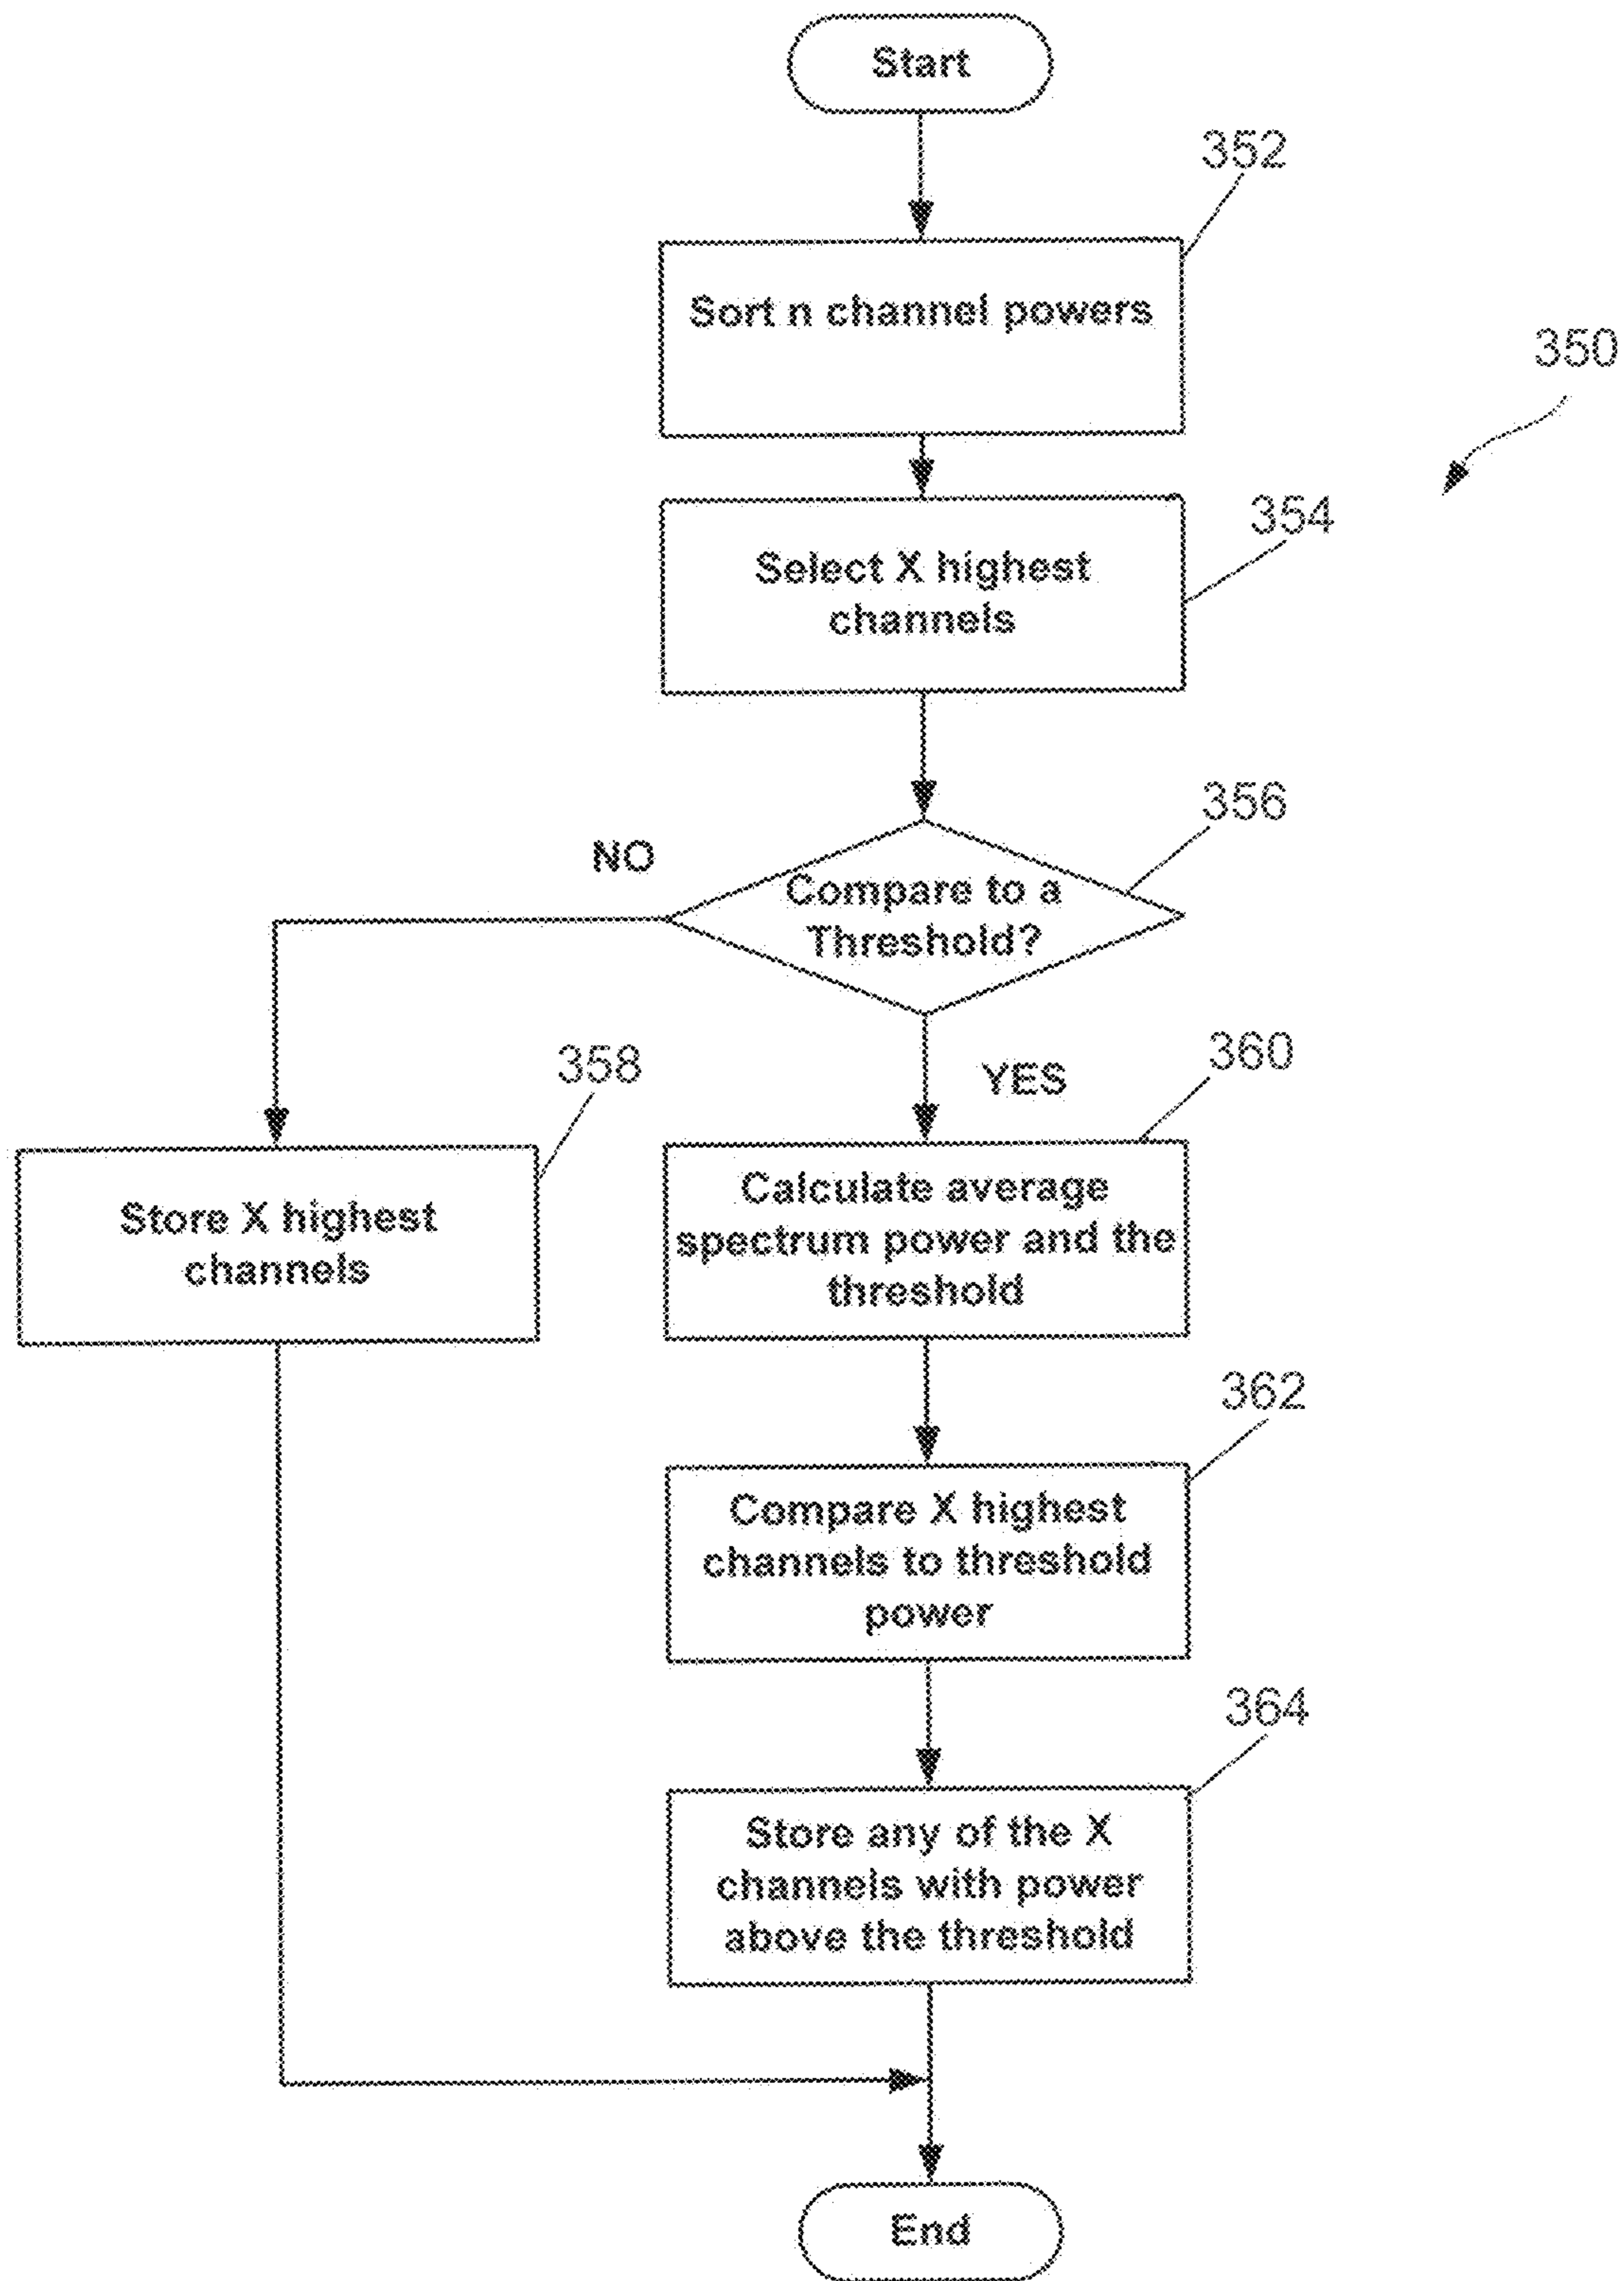 Start
352
Sort n channel powers
350
354
Select X highest
channels
356
NO
Compare to a
Threshold?
358
YES
360
Store X highest
channels
Calculate average
spectrum power and the
threshold
362
Compare X highest
channels to threshold
power
364
Store any of the X
channels with power
above the threshold
End